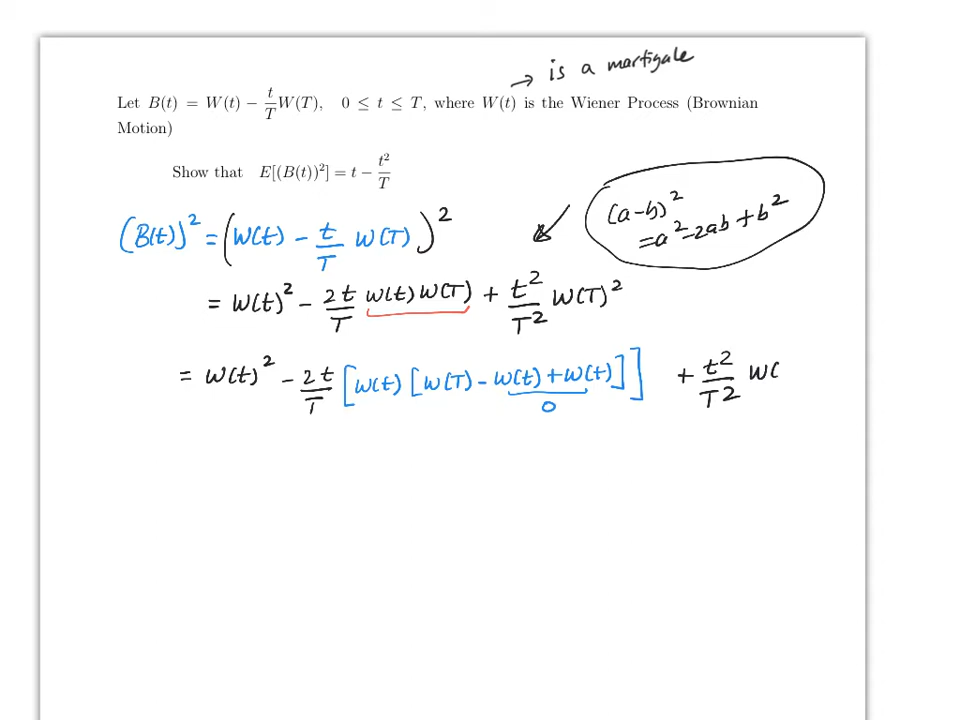 → is a martigale
Let B(t) = W(t) − t/T W(T), 0 ≤ t ≤ T, where W(t) is the Wiener Process (Brownian
Motion)
Show that E[(B(t))²] = t − t²/T
(a-b)²
=a²-2ab+b²
(B(t))² = (W(t) - t/T W(T))²
= W(t)² - 2t/T W(t)W(T) + t²/T² W(T)²
= W(t)² - 2t/T [W(t)[W(T) - W(t) + W(t)]] + t²/T² W(
0